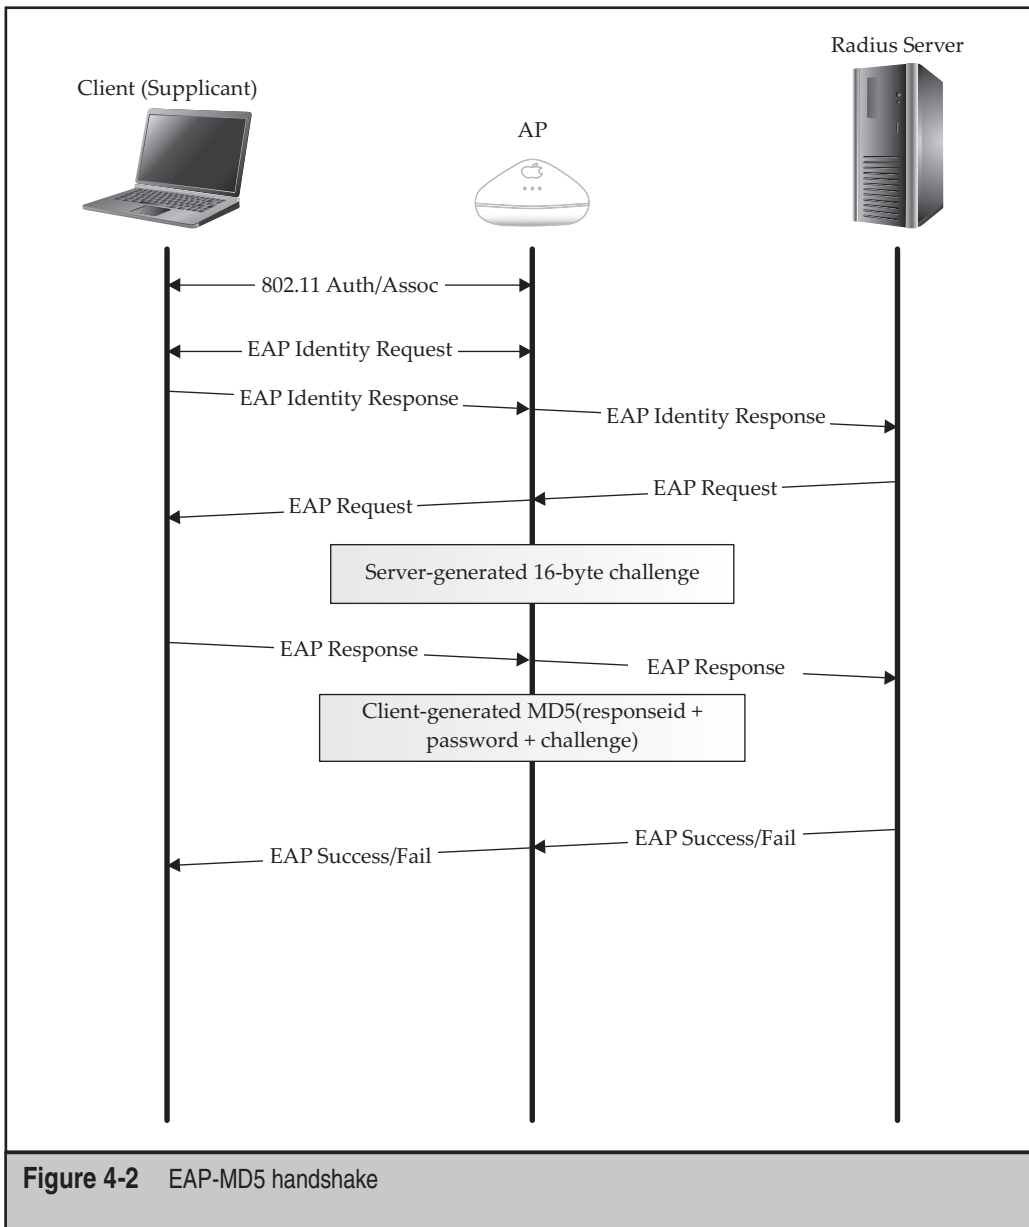 Radius Server
Client (Supplicant)
AP
802.11 Auth/Assoc
EAP Identity Request
EAP Identity Response
EAP Identity Response
EAP Request
EAP Request
Server-generated 16-byte challenge
EAP Response
EAP Response
Client-generated MD5(responseid +
password + challenge)
EAP Success/Fail
EAP Success/Fail
Figure 4-2 EAP-MD5 handshake